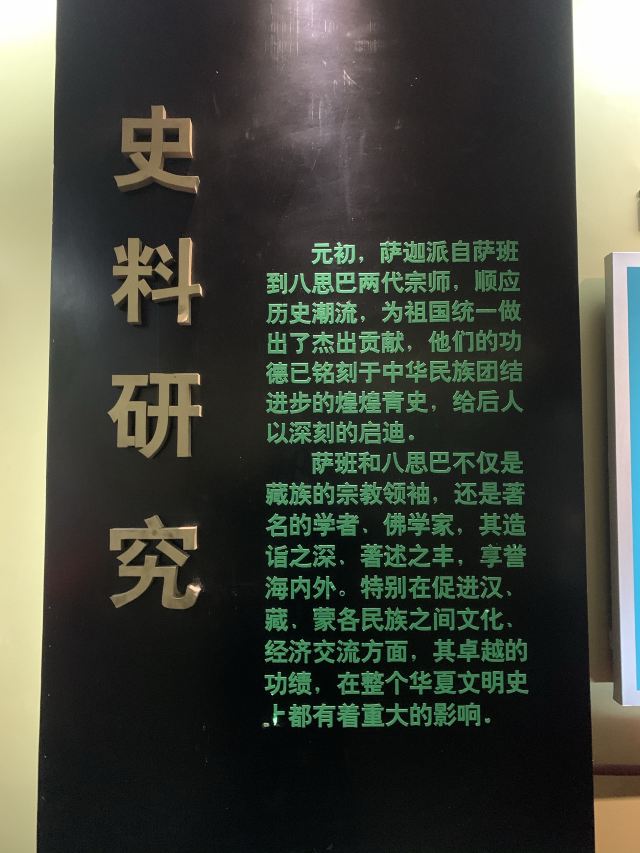 史料研究
元初，萨迦派自萨班
到八思巴两代宗师，顺应
历史潮流，为祖国统一做
出了杰出贡献，他们的功
德已铭刻于中华民族团结
进步的煌煌青史，给后人
以深刻的启迪。
萨班和八思巴不仅是
藏族的宗教领袖，还是著
名的学者、佛学家，其造
诣之深、著述之丰，享誉
海内外。特别在促进汉、
藏、蒙各民族之间文化、
经济交流方面，其卓越的
功绩，在整个华夏文明史
上都有着重大的影响。